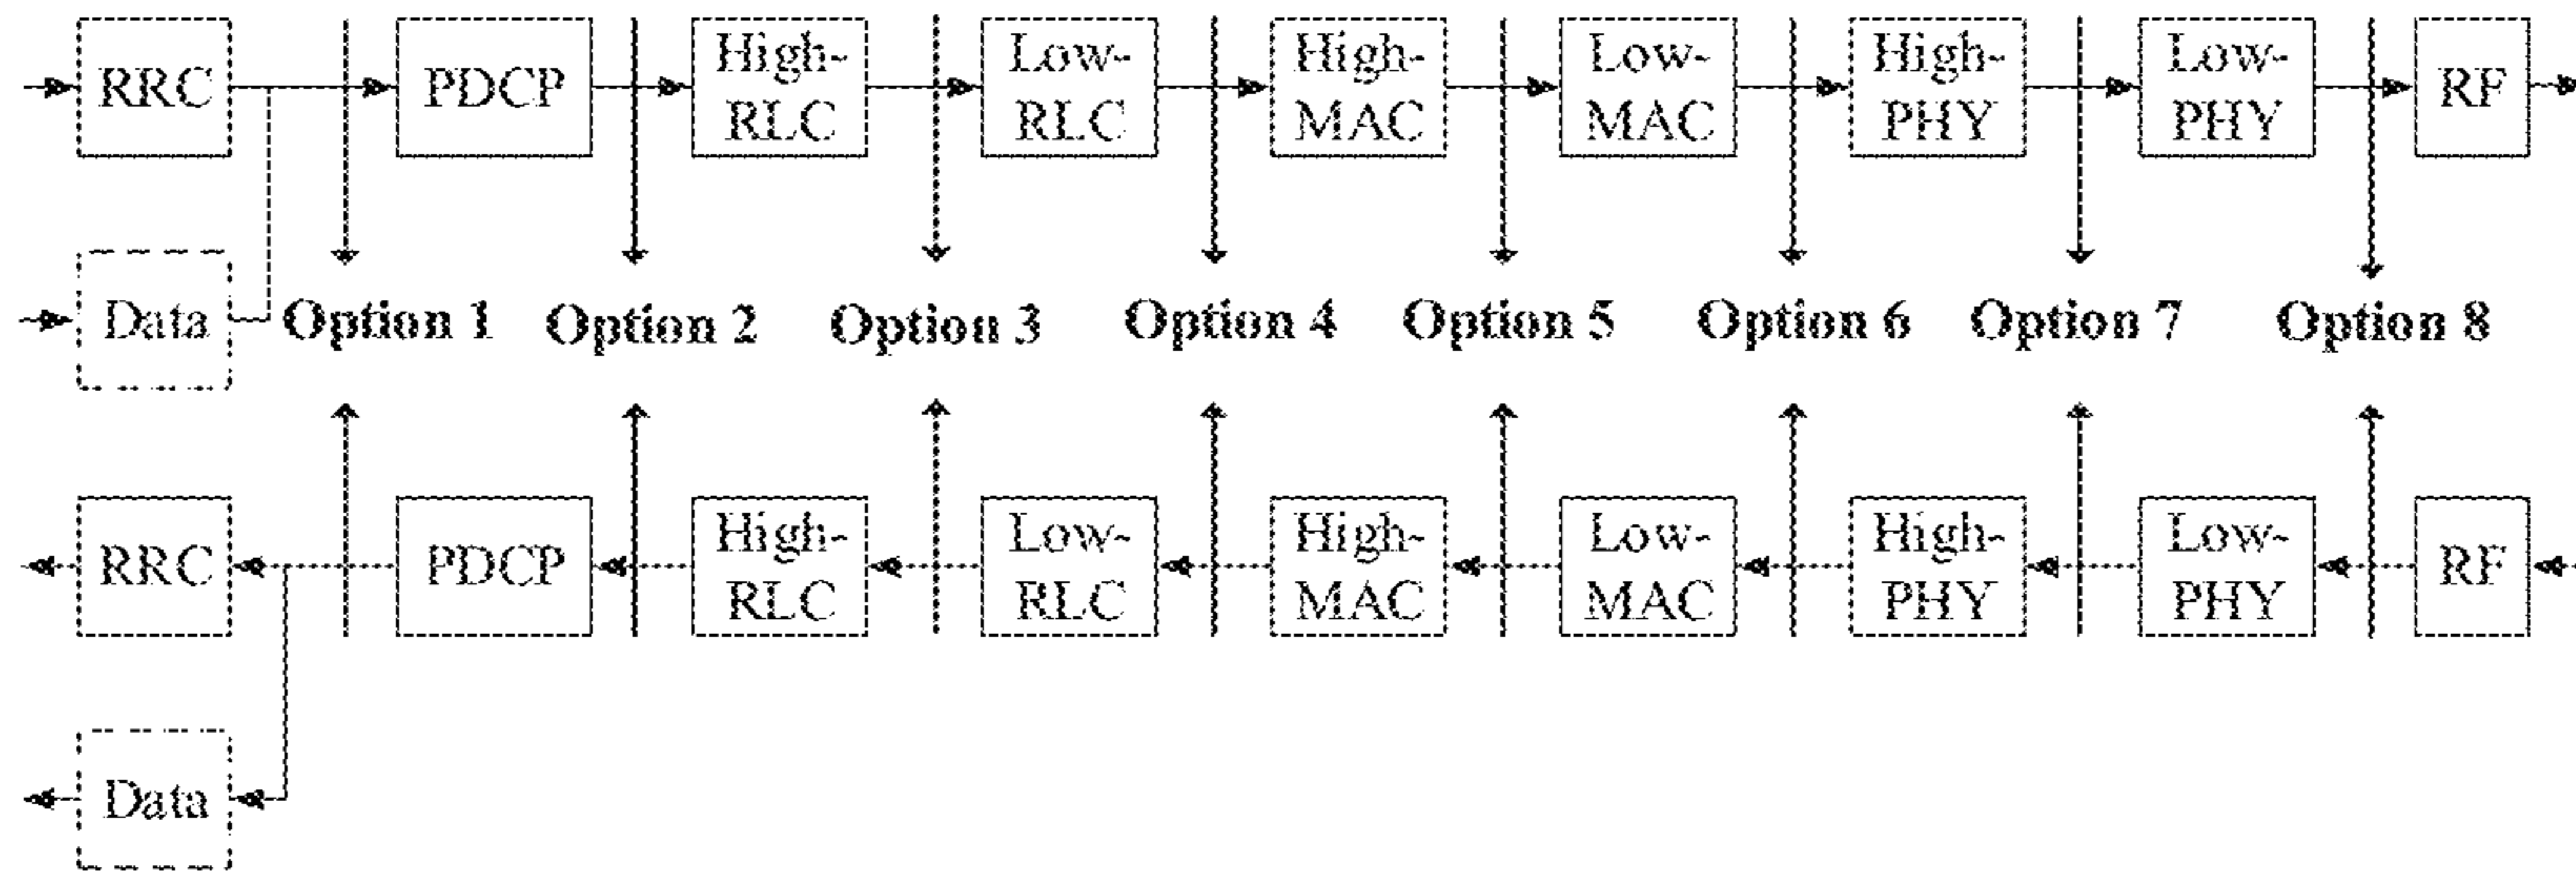 RRC
PDCP
High-
RLC
Low-
RLC
High-
MAC
Low-
MAC
High-
PHY
Low-
PHY
RF
Data
Option 1
Option 2
Option 3
Option 4
Option 5
Option 6
Option 7
Option 8
RRC
PDCP
High-
RLC
Low-
RLC
High-
MAC
Low-
MAC
High-
PHY
Low-
PHY
RF
Data